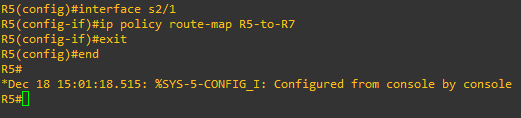 R5(config)#interface s2/1
R5(config-if)#ip policy route-map R5-to-R7
R5(config-if)#exit
R5(config)#end
R5#
*Dec 18 15:01:18.515: %SYS-5-CONFIG_I: Configured from console by console
R5#